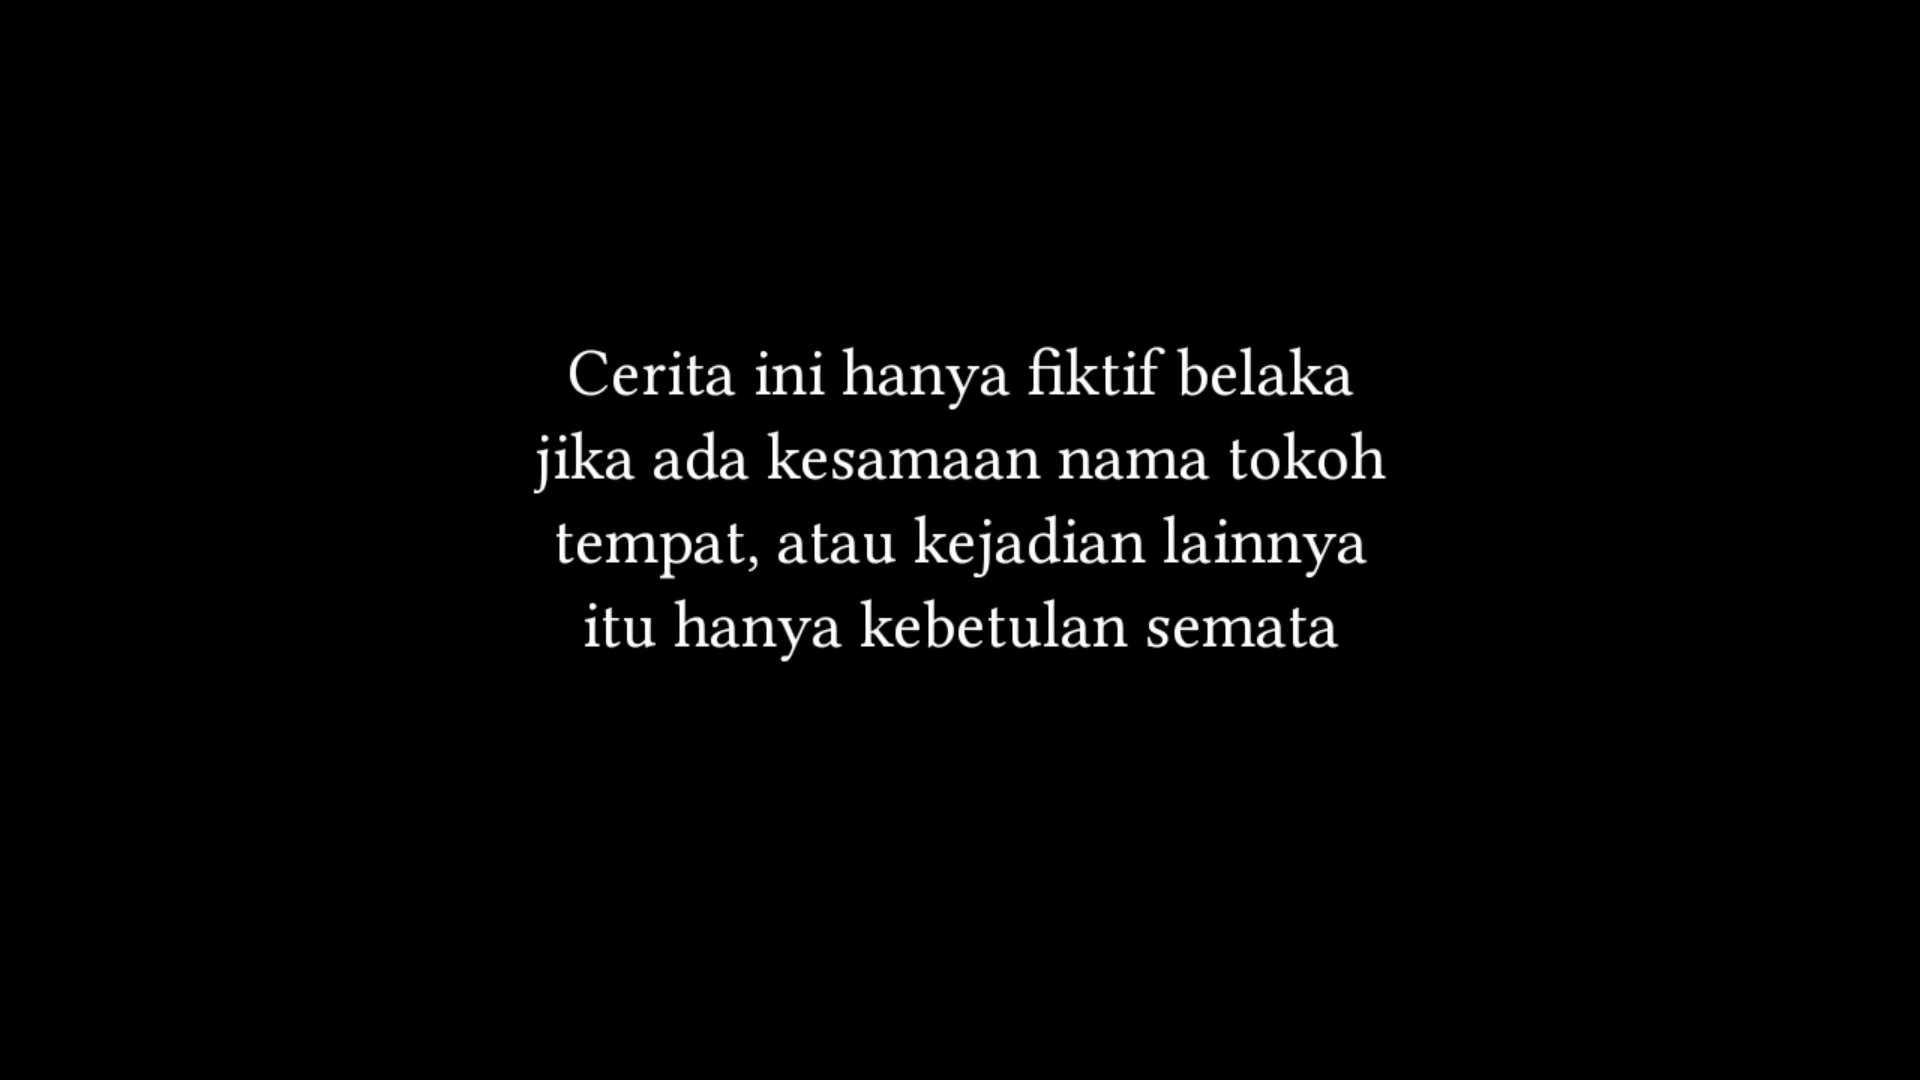 Cerita ini hanya fiktif belaka
jika ada kesamaan nama tokoh
tempat, atau kejadian lainnya
itu hanya kebetulan semata